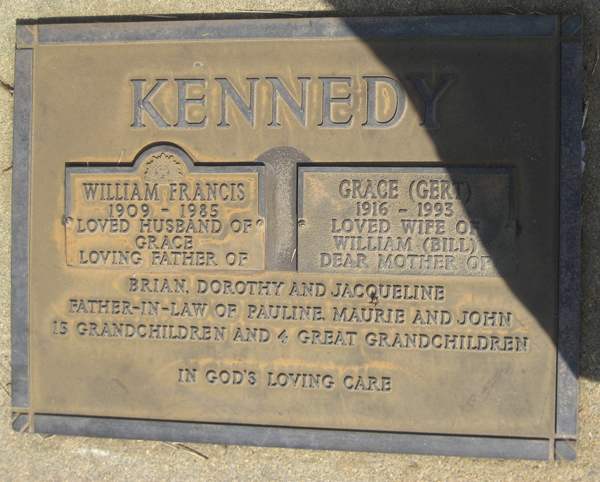 KENNEDY
WILLIAM FRANCIS
1909 - 1985
LOVED HUSBAND OF
GRACE
LOVING FATHER OF
GRACE (GERT)
1916 - 1993
LOVED WIFE OF
WILLIAM (BILL)
DEAR MOTHER OF
BRIAN, DOROTHY AND JACQUELINE
FATHER-IN-LAW OF PAULINE, MAURIE AND JOHN
15 GRANDCHILDREN AND 4 GREAT GRANDCHILDREN
IN GOD'S LOVING CARE